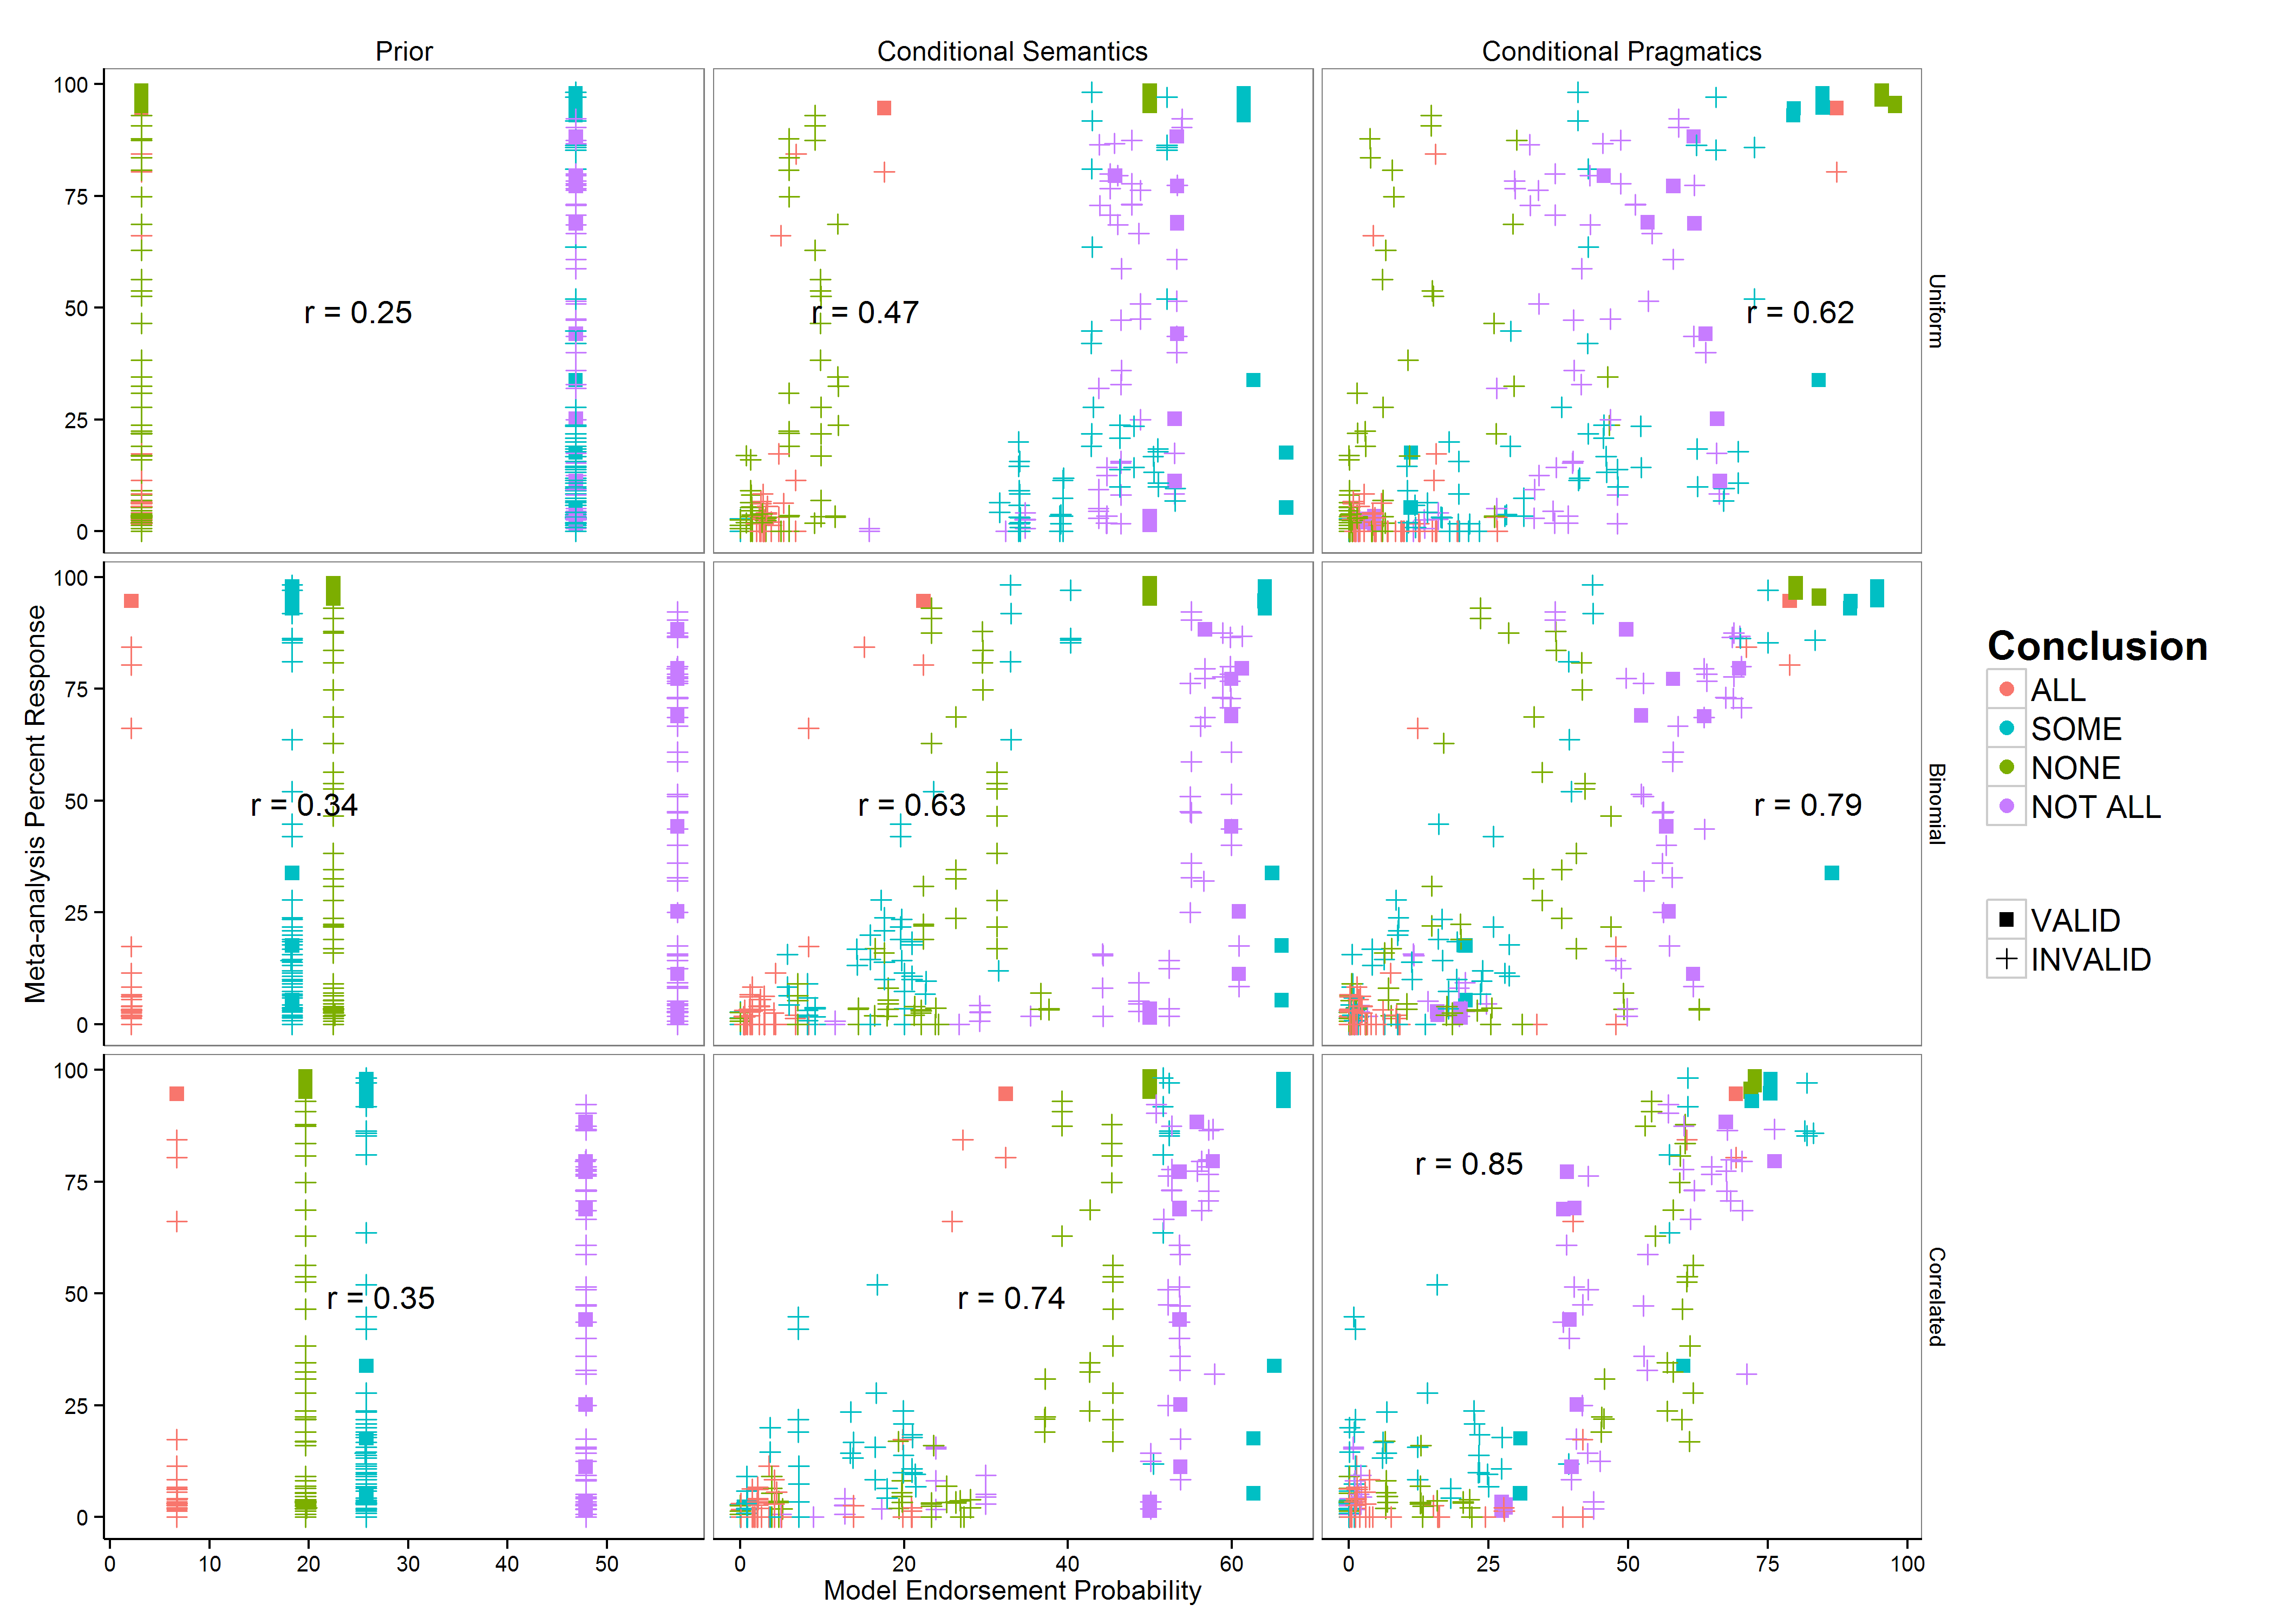 Prior
Conditional Semantics
Conditional Pragmatics
100
75
50
25
0
r = 0.25
r = 0.47
r = 0.62
Uniform
100
75
50
25
0
r = 0.34
r = 0.63
r = 0.79
Binomial
100
75
50
25
0
r = 0.35
r = 0.74
r = 0.85
Correlated
0 10 20 30 40 50
0 20 40 60
0 25 50 75 100
Model Endorsement Probability
Meta-analysis Percent Response
Conclusion
ALL
SOME
NONE
NOT ALL
VALID
INVALID